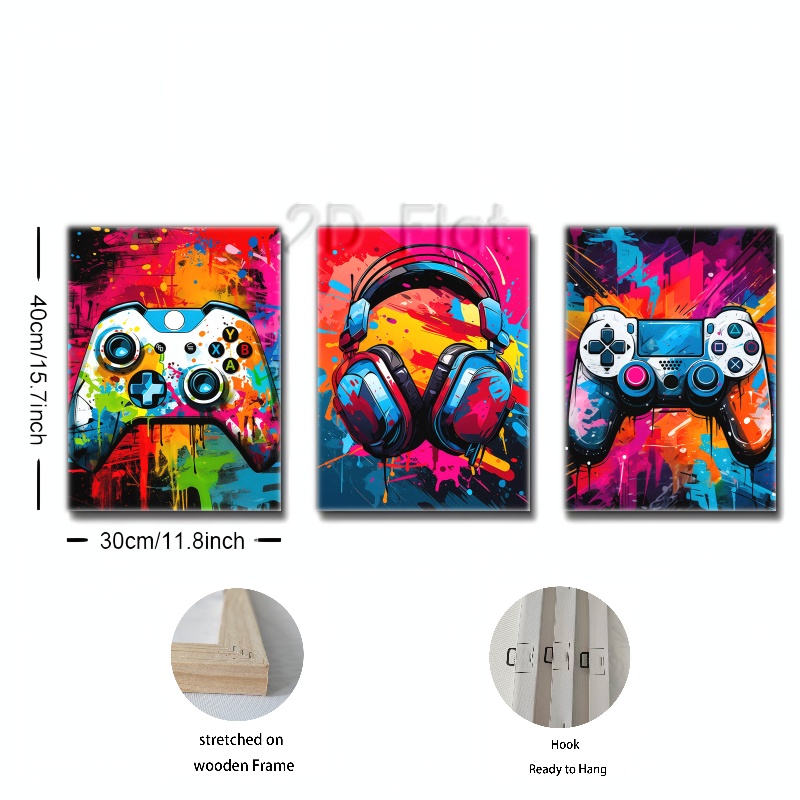 2D Flat
40cm/15.7inch
Y
X
B
A
30cm/11.8inch
stretched on
wooden Frame
Hook
Ready to Hang